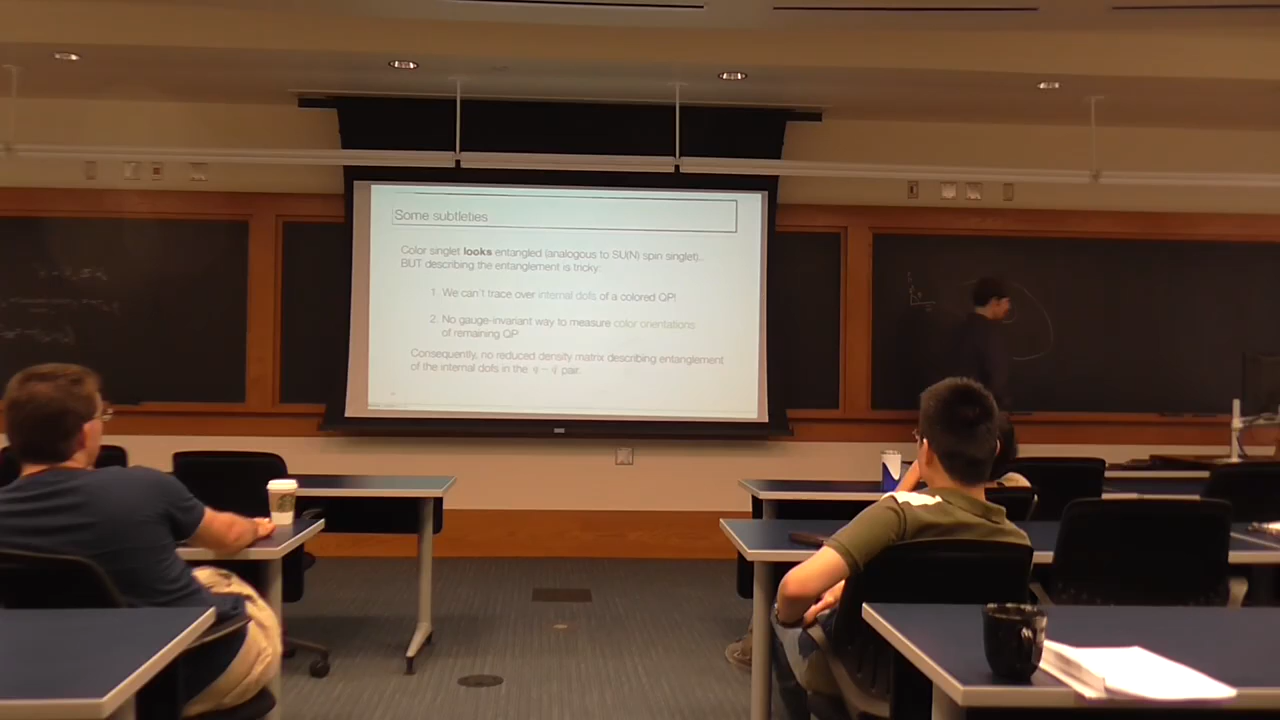 Some subtleties
Color singlet looks entangled (analogous to SU(N) spin singlet)...
BUT describing the entanglement is tricky:
1. We can't trace over internal dofs of a colored QP!
2. No gauge-invariant way to measure color orientations
of remaining QP
Consequently, no reduced density matrix describing entanglement
of the internal dofs in the q - q̄ pair.